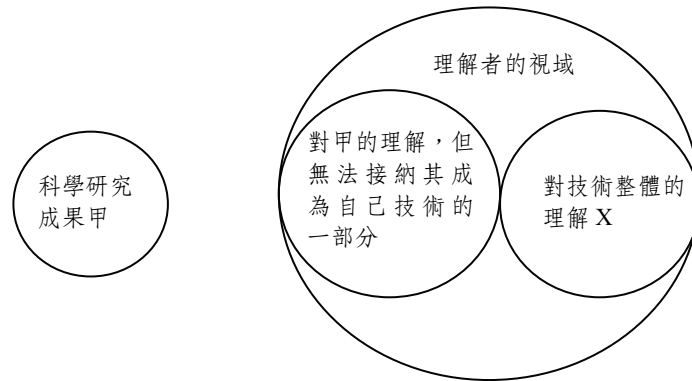 理解者的視域
對甲的理解，但
無法接納其成
為自己技術的
一部分
科學研究
成果甲
對技術整體的
理解 X